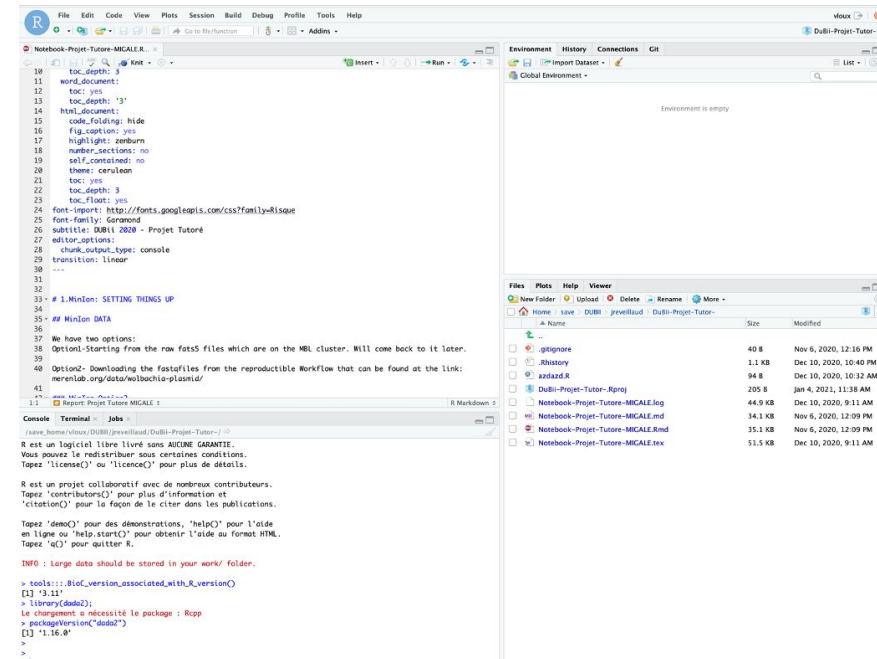 R
File Edit Code View Plots Session Build Debug Profile Tools Help
vloux
Go to file/function
Addins
DuBii-Projet-Tutor-
Notebook-Projet-Tutore-MIGALE.R...
Knit
Insert
Run
10 toc_depth: 3
11 word_document:
12 toc: yes
13 toc_depth: '3'
14 html_document:
15 code_folding: hide
16 fig_caption: yes
17 highlight: zenburn
18 number_sections: no
19 self_contained: no
20 theme: cerulean
21 toc: yes
22 toc_depth: 3
23 toc_float: yes
24 font-import: http://fonts.googleapis.com/css?family=Risque
25 font-family: Garamond
26 subtitle: DUBii 2020 - Projet Tutoré
27 editor_options:
28 chunk_output_type: console
29 transition: linear
30 ---
31
32
33 # 1.MinIon: SETTING THINGS UP
34
35 ## MinIon DATA
36
37 We have two options:
38 Option1-Starting from the raw fats5 files which are on the MBL cluster. Will come back to it later.
39
40 Option2- Downloading the fastqfiles from the reproductible Workflow that can be found at the link:
merenlab.org/data/wolbachia-plasmid/
41
42 ### MinIon Option2
1:1 Report: Projet Tutore MIGALE R Markdown
Console Terminal Jobs
/save_home/vloux/DUBII/jreveillaud/DuBii-Projet-Tutor-/
R est un logiciel libre livré sans AUCUNE GARANTIE.
Vous pouvez le redistribuer sous certaines conditions.
Tapez 'license()' ou 'licence()' pour plus de détails.
R est un projet collaboratif avec de nombreux contributeurs.
Tapez 'contributors()' pour plus d'information et
'citation()' pour la façon de le citer dans les publications.
Tapez 'demo()' pour des démonstrations, 'help()' pour l'aide
en ligne ou 'help.start()' pour obtenir l'aide au format HTML.
Tapez 'q()' pour quitter R.
INFO : Large data should be stored in your work/ folder.
> tools:::.BioC_version_associated_with_R_version()
[1] '3.11'
> library(dada2);
Le chargement a nécessité le package : Rcpp
> packageVersion("dada2")
[1] '1.16.0'
>
>
Environment History Connections Git
Import Dataset
List
Global Environment
Environment is empty
Files Plots Help Viewer
New Folder Upload Delete Rename More
Home save DUBII jreveillaud DuBii-Projet-Tutor-
Name Size Modified
..
.gitignore 40 B Nov 6, 2020, 12:16 PM
.Rhistory 1.1 KB Dec 10, 2020, 10:40 PM
azdazd.R 94 B Dec 10, 2020, 10:32 AM
DuBii-Projet-Tutor-.Rproj 205 B Jan 4, 2021, 11:38 AM
Notebook-Projet-Tutore-MIGALE.log 44.9 KB Dec 10, 2020, 9:11 AM
Notebook-Projet-Tutore-MIGALE.md 34.1 KB Nov 6, 2020, 12:09 PM
Notebook-Projet-Tutore-MIGALE.Rmd 35.1 KB Nov 6, 2020, 12:09 PM
Notebook-Projet-Tutore-MIGALE.tex 51.5 KB Dec 10, 2020, 9:11 AM